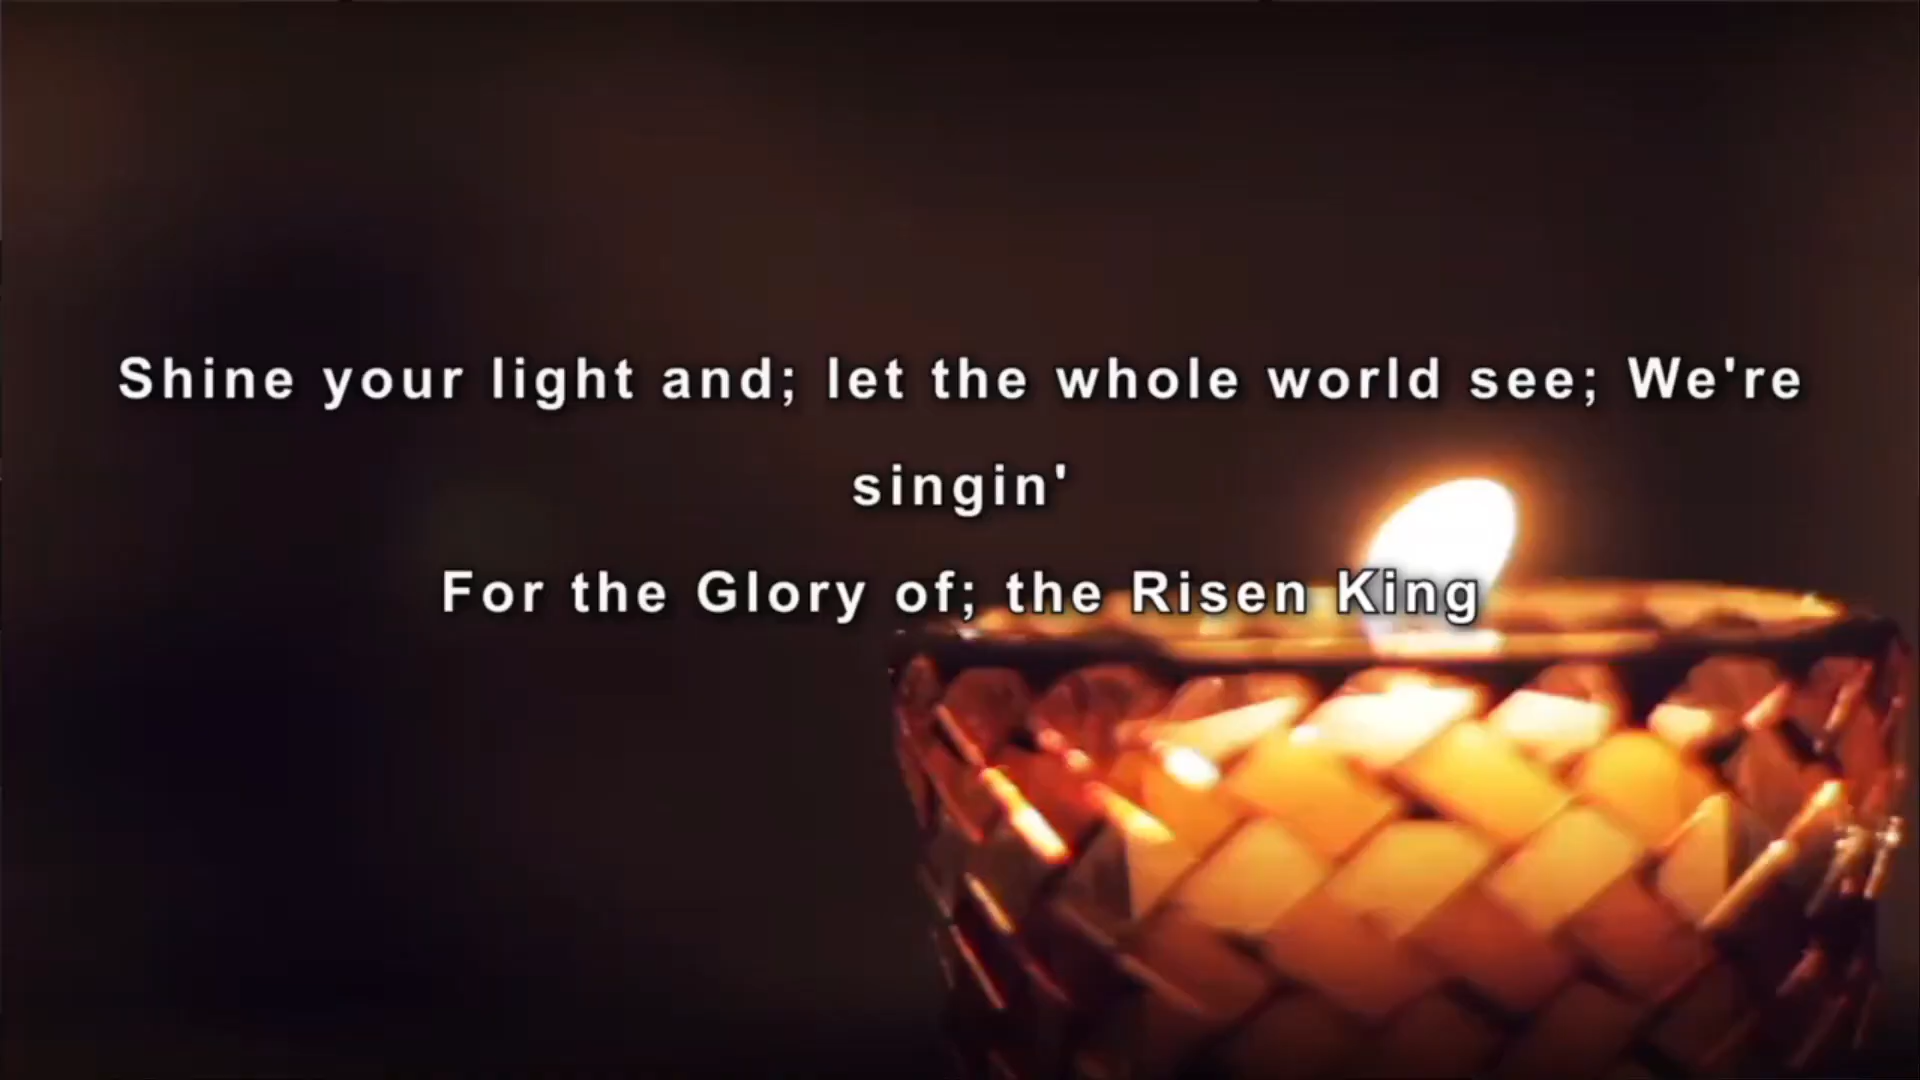 Shine your light and; let the whole world see; We're
singin'
For the Glory of; the Risen King